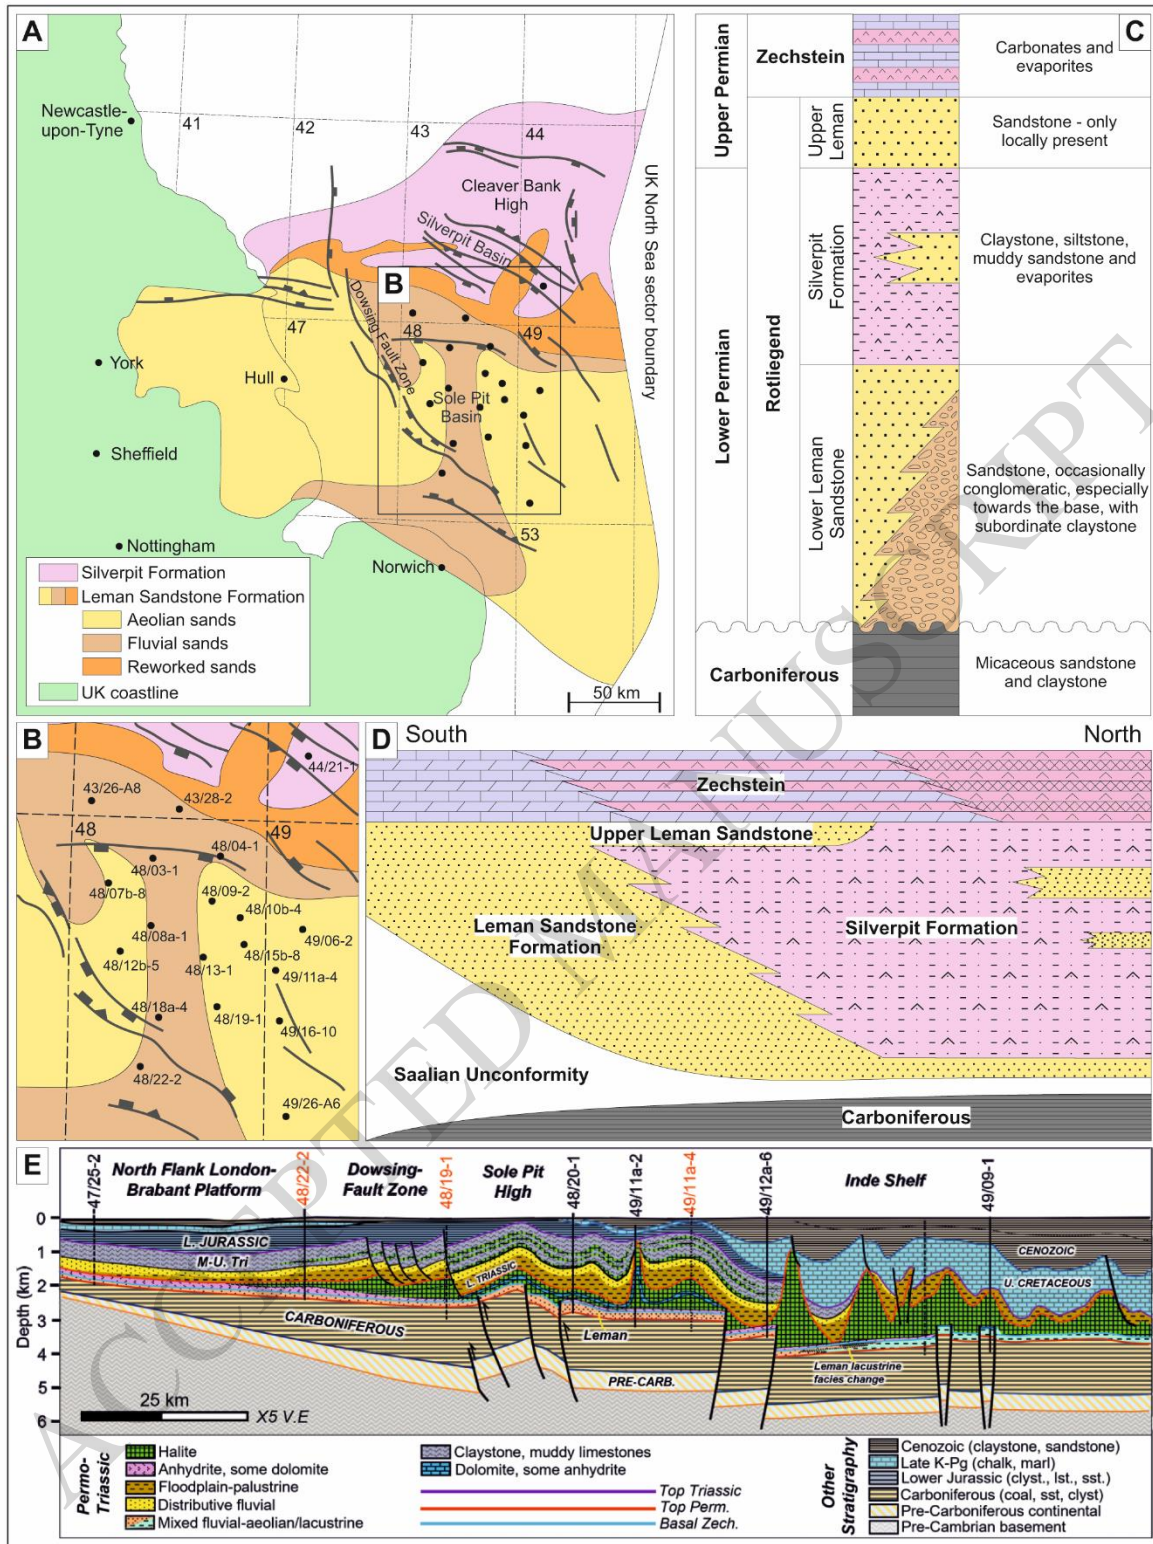 A
Newcastle-
upon-Tyne
41
42
43
44
Cleaver Bank
High
Silverpit Basin
UK North Sea sector boundary
B
Dowsing Fault Zone
47
48
49
York
Hull
Sole Pit
Basin
Sheffield
53
Nottingham
Norwich
Silverpit Formation
Leman Sandstone Formation
Aeolian sands
Fluvial sands
Reworked sands
UK coastline
50 km
C
Upper Permian
Zechstein
Carbonates and
evaporites
Upper
Leman
Sandstone - only
locally present
Lower Permian
Rotliegend
Silverpit
Formation
Claystone, siltstone,
muddy sandstone and
evaporites
Lower Leman
Sandstone
Sandstone, occasionally
conglomeratic, especially
towards the base, with
subordinate claystone
Carboniferous
Micaceous sandstone
and claystone
B
44/21-1
43/26-A8
43/28-2
48
49
48/04-1
48/03-1
48/07b-8
48/09-2
48/10b-4
48/08a-1
49/06-2
48/12b-5
48/13-1
48/15b-8
49/11a-4
48/18a-4
48/19-1
49/16-10
48/22-2
49/26-A6
D
South
North
Zechstein
Upper Leman Sandstone
Leman Sandstone
Formation
Silverpit Formation
Saalian Unconformity
Carboniferous
E
47/25-2
North Flank London-
Brabant Platform
48/22-2
Dowsing-
Fault Zone
48/19-1
Sole Pit
High
48/20-1
49/11a-2
49/11a-4
49/12a-6
Inde Shelf
49/09-1
Depth (km)
0
1
2
3
4
5
6
L. JURASSIC
M-U. Tri
L. TRIASSIC
CENOZOIC
U. CRETACEOUS
CARBONIFEROUS
Leman
Leman lacustrine
facies change
PRE-CARB.
25 km
X5 V.E
Permo-
Triassic
Halite
Anhydrite, some dolomite
Floodplain-palustrine
Distributive fluvial
Mixed fluvial-aeolian/lacustrine
Claystone, muddy limestones
Dolomite, some anhydrite
Top Triassic
Top Perm.
Basal Zech.
Other
Stratigraphy
Cenozoic (claystone, sandstone)
Late K-Pg (chalk, marl)
Lower Jurassic (clyst., lst., sst.)
Carboniferous (coal, sst, clyst)
Pre-Carboniferous continental
Pre-Cambrian basement
ACCEPTED MANUSCRIPT